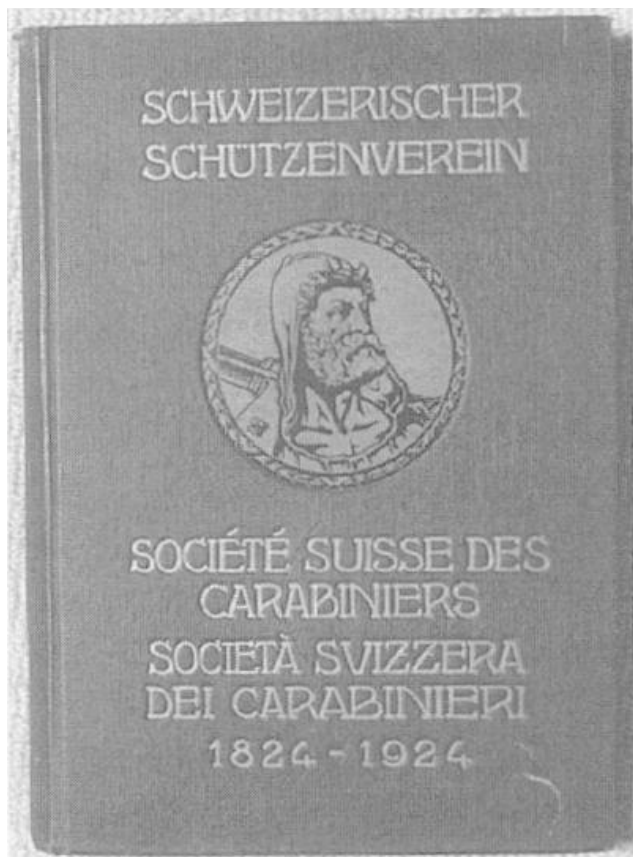 SCHWEIZERISCHER
SCHÜTZENVEREIN
SOCIÉTÉ SUISSE DES
CARABINIERS
SOCIETÀ SVIZZERA
DEI CARABINIERI
1824-1924